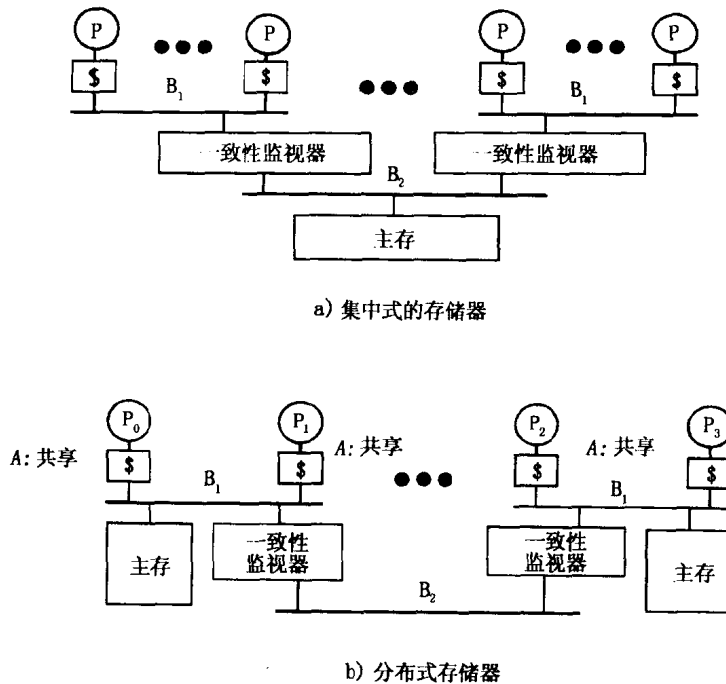 P P P P
$ $ $ $
B1 B1
一致性监视器 一致性监视器
B2
主存
a) 集中式的存储器
P0 P1 P2 P3
A: 共享 $ $ A: 共享 $ A: 共享 $
B1 B1
主存 一致性 一致性 主存
监视器 监视器
B2
b) 分布式存储器